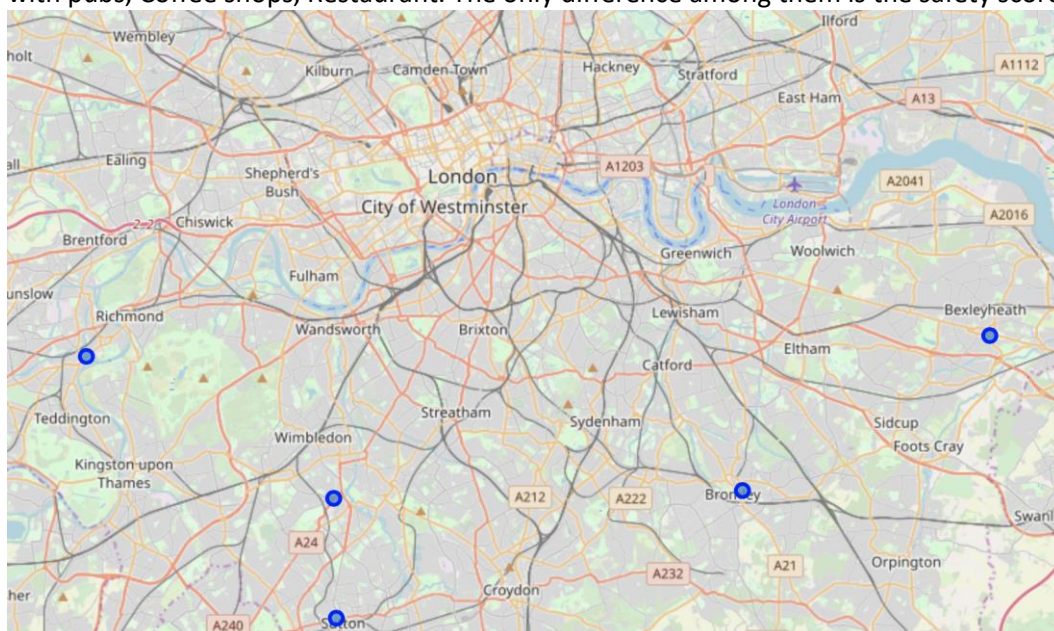 with pubs, Coffee shops, Restaurant. The only difference among them is the safety score
Ilford
Wembley
holt
Kilburn
Camden Town
Hackney
Stratford
A1112
East Ham
A13
Ealing
Shepherd's
Bush
London
A1203
A2041
London
City Airport
City of Westminster
A2016
Chiswick
Brentford
Greenwich
Woolwich
Fulham
unslow
Richmond
Wandsworth
Brixton
Lewisham
Bexleyheath
Eltham
Catford
Teddington
Streatham
Sydenham
Sidcup
Wimbledon
Foots Cray
Kingston upon
Thames
A212
A222
Bromley
Swanl
A24
A232
A21
Orpington
Croydon
her
A240
Sutton